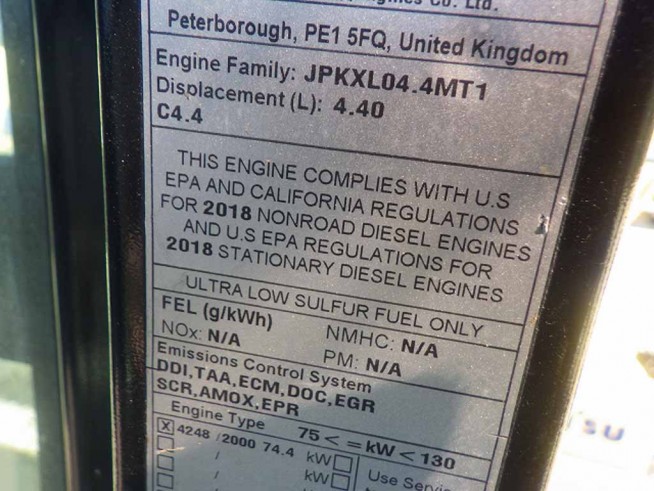 Engines Co. Ltd.
Peterborough, PE1 5FQ, United Kingdom
Engine Family: JPKXL04.4MT1
Displacement (L): 4.40
C4.4
THIS ENGINE COMPLIES WITH U.S
EPA AND CALIFORNIA REGULATIONS
FOR 2018 NONROAD DIESEL ENGINES
AND U.S EPA REGULATIONS FOR
2018 STATIONARY DIESEL ENGINES
ULTRA LOW SULFUR FUEL ONLY
FEL (g/kWh)
NOx: N/A NMHC: N/A
PM: N/A
Emissions Control System
DDI,TAA,ECM,DOC,EGR
SCR,AMOX,EPR
Engine Type 75 < = kW < 130
X 4248 /2000 74.4 kW
/ kW Use
/